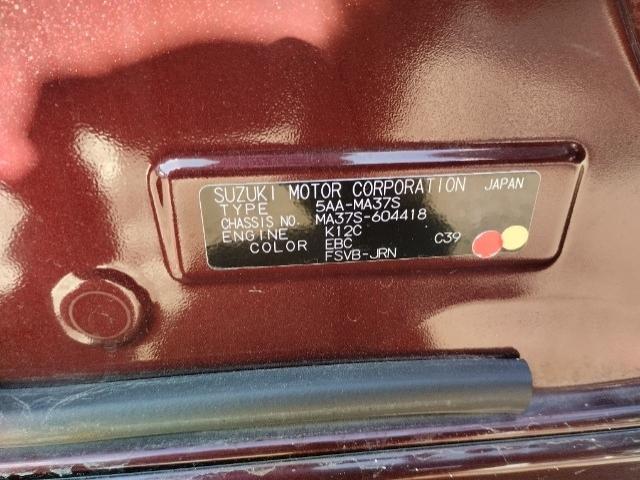 SUZUKI MOTOR CORPORATION JAPAN
TYPE 5AA-MA37S
CHASSIS NO. MA37S-604418
ENGINE K12C
COLOR EBC C39
FSVB-JRN